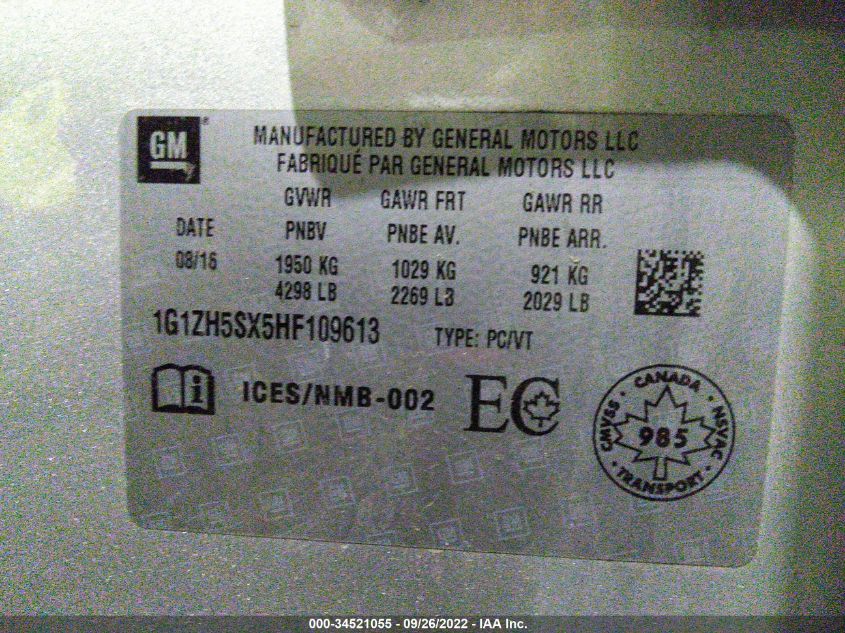 GM
MANUFACTURED BY GENERAL MOTORS LLC
FABRIQUÉ PAR GENERAL MOTORS LLC
GVWR GAWR FRT GAWR RR
DATE PNBV PNBE AV. PNBE ARR.
08/16 1950 KG 1029 KG 921 KG
4298 LB 2269 LB 2029 LB
1G1ZH5SX5HF109613 TYPE: PC/VT
i ICES/NMB-002 EC
CANADA
CMVSS 985 NSVAC
TRANSPORT
000-34521055 - 09/26/2022 - IAA Inc.